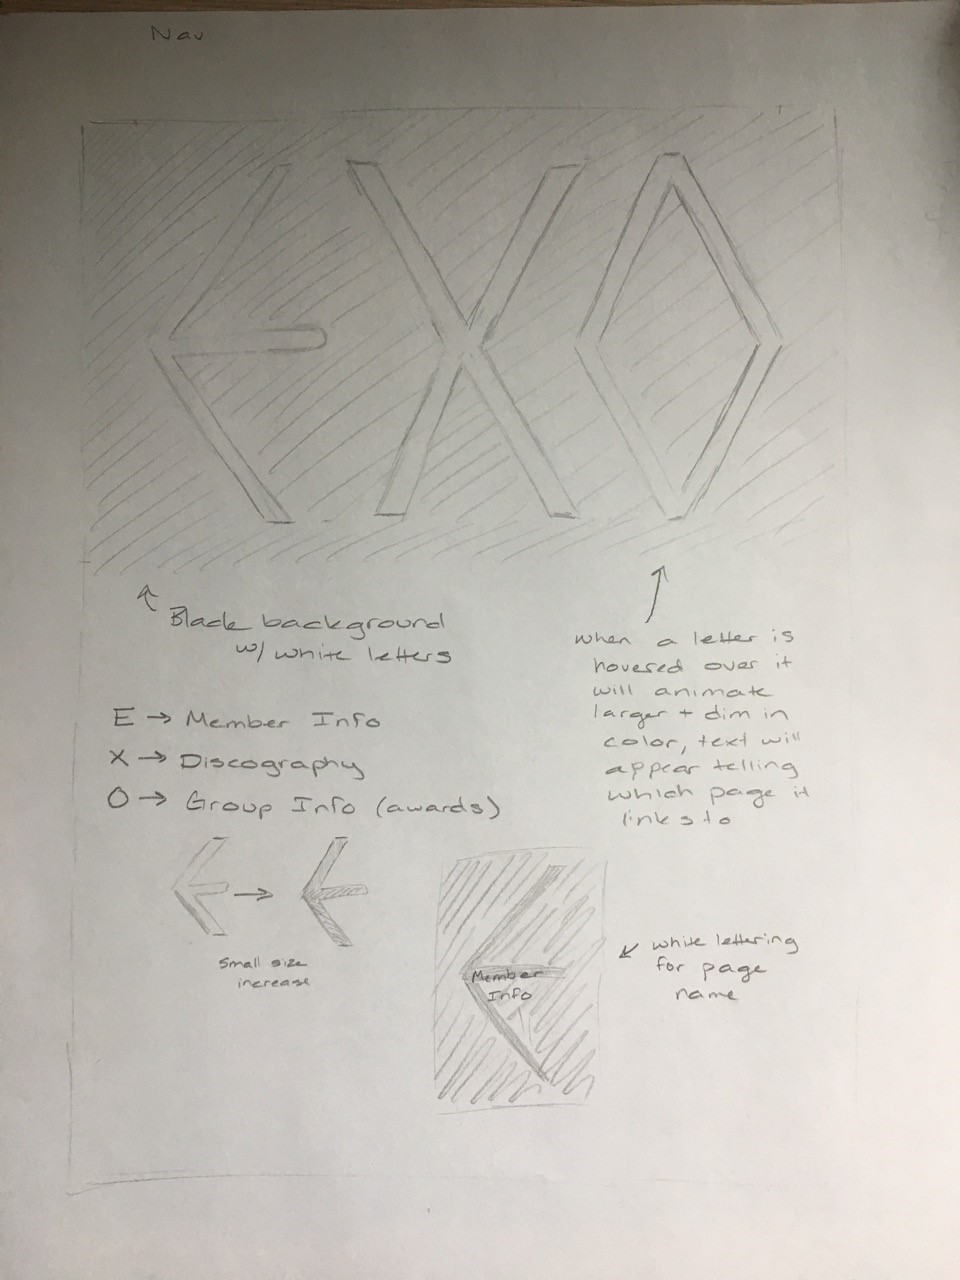 Nav
EXO
Black background
w/ white letters
when a letter is
hovered over it
will animate
larger + dim in
color, text will
appear telling
which page it
links to
E → Member Info
X → Discography
O → Group Info (awards)
E → E
small size
increase
Member
Info
white lettering
for page
name